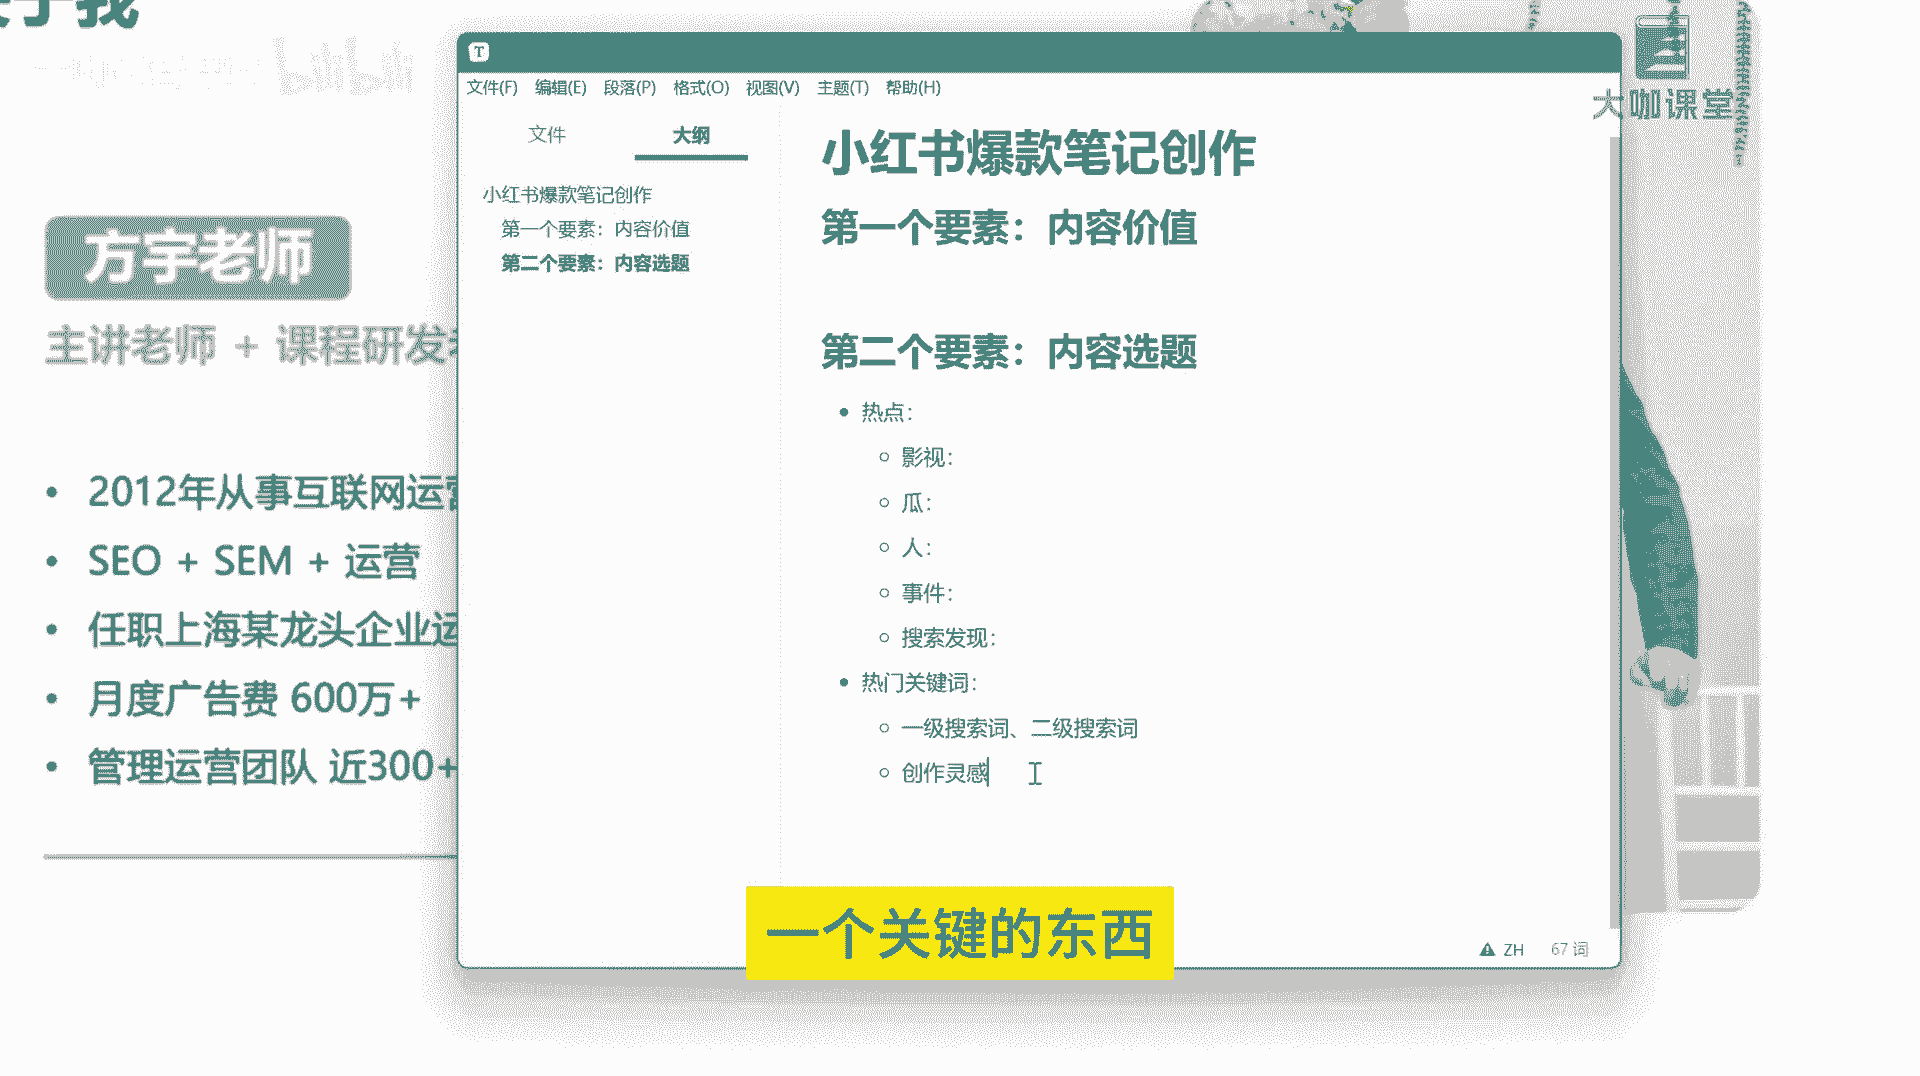 关于我
bilibili
大咖课堂
方宇老师
主讲老师 + 课程研发
• 2012年从事互联网运营
• SEO + SEM + 运营
• 任职上海某龙头企业运
• 月度广告费 600万+
• 管理运营团队 近300+
T
文件(F) 编辑(E) 段落(P) 格式(O) 视图(V) 主题(T) 帮助(H)
文件 大纲
小红书爆款笔记创作
第一个要素：内容价值
第二个要素：内容选题
小红书爆款笔记创作
第一个要素：内容价值
第二个要素：内容选题
• 热点：
○ 影视：
○ 瓜：
○ 人：
○ 事件：
○ 搜索发现：
• 热门关键词：
○ 一级搜索词、二级搜索词
○ 创作灵感
一个关键的东西
ZH 67 词